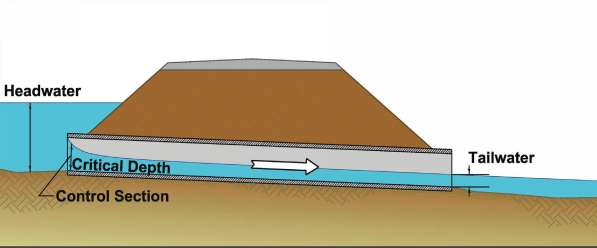 Headwater
Critical Depth
Tailwater
Control Section